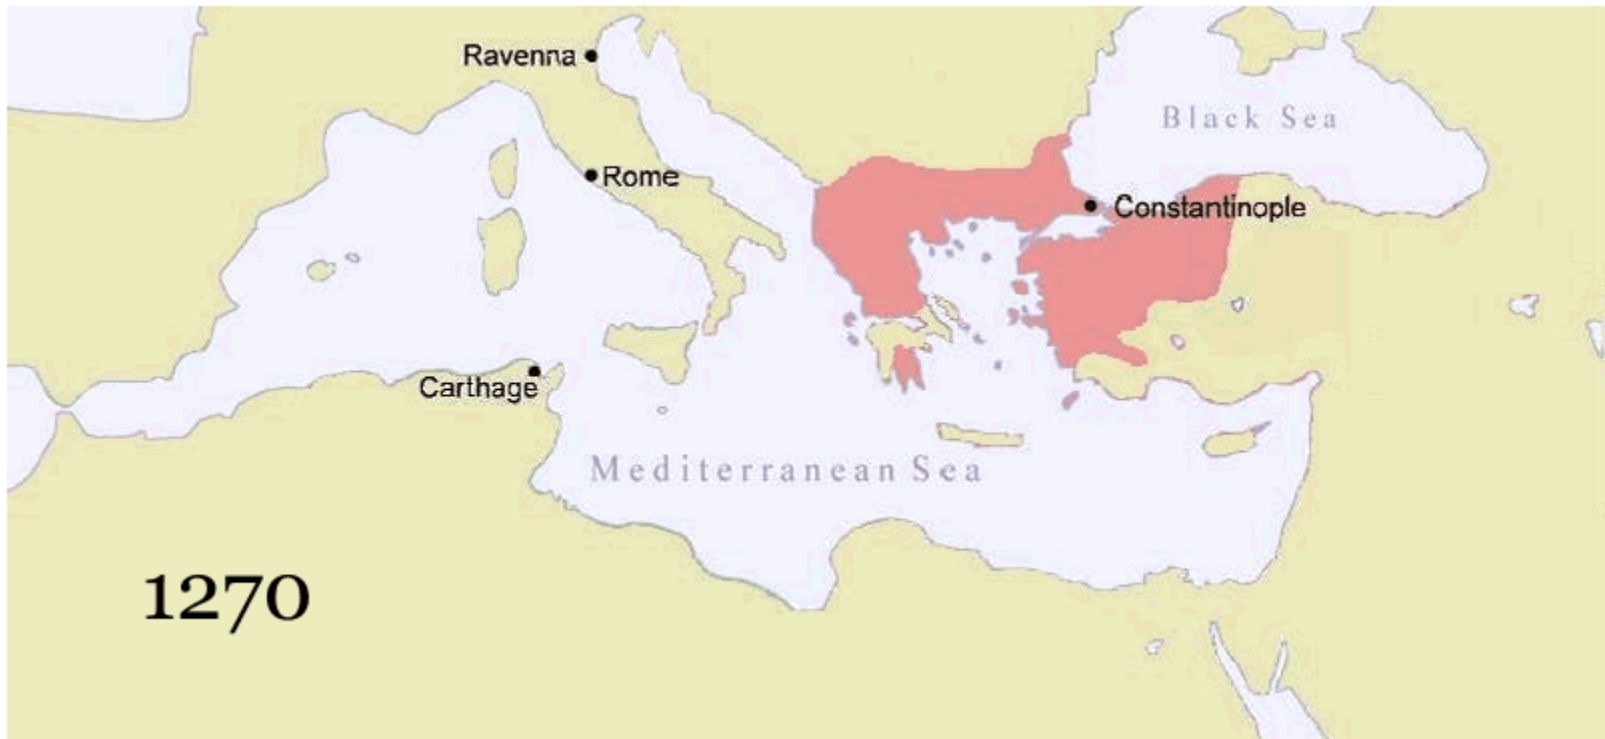 Ravenna
Black Sea
Rome
Constantinople
Carthage
Mediterranean Sea
1270